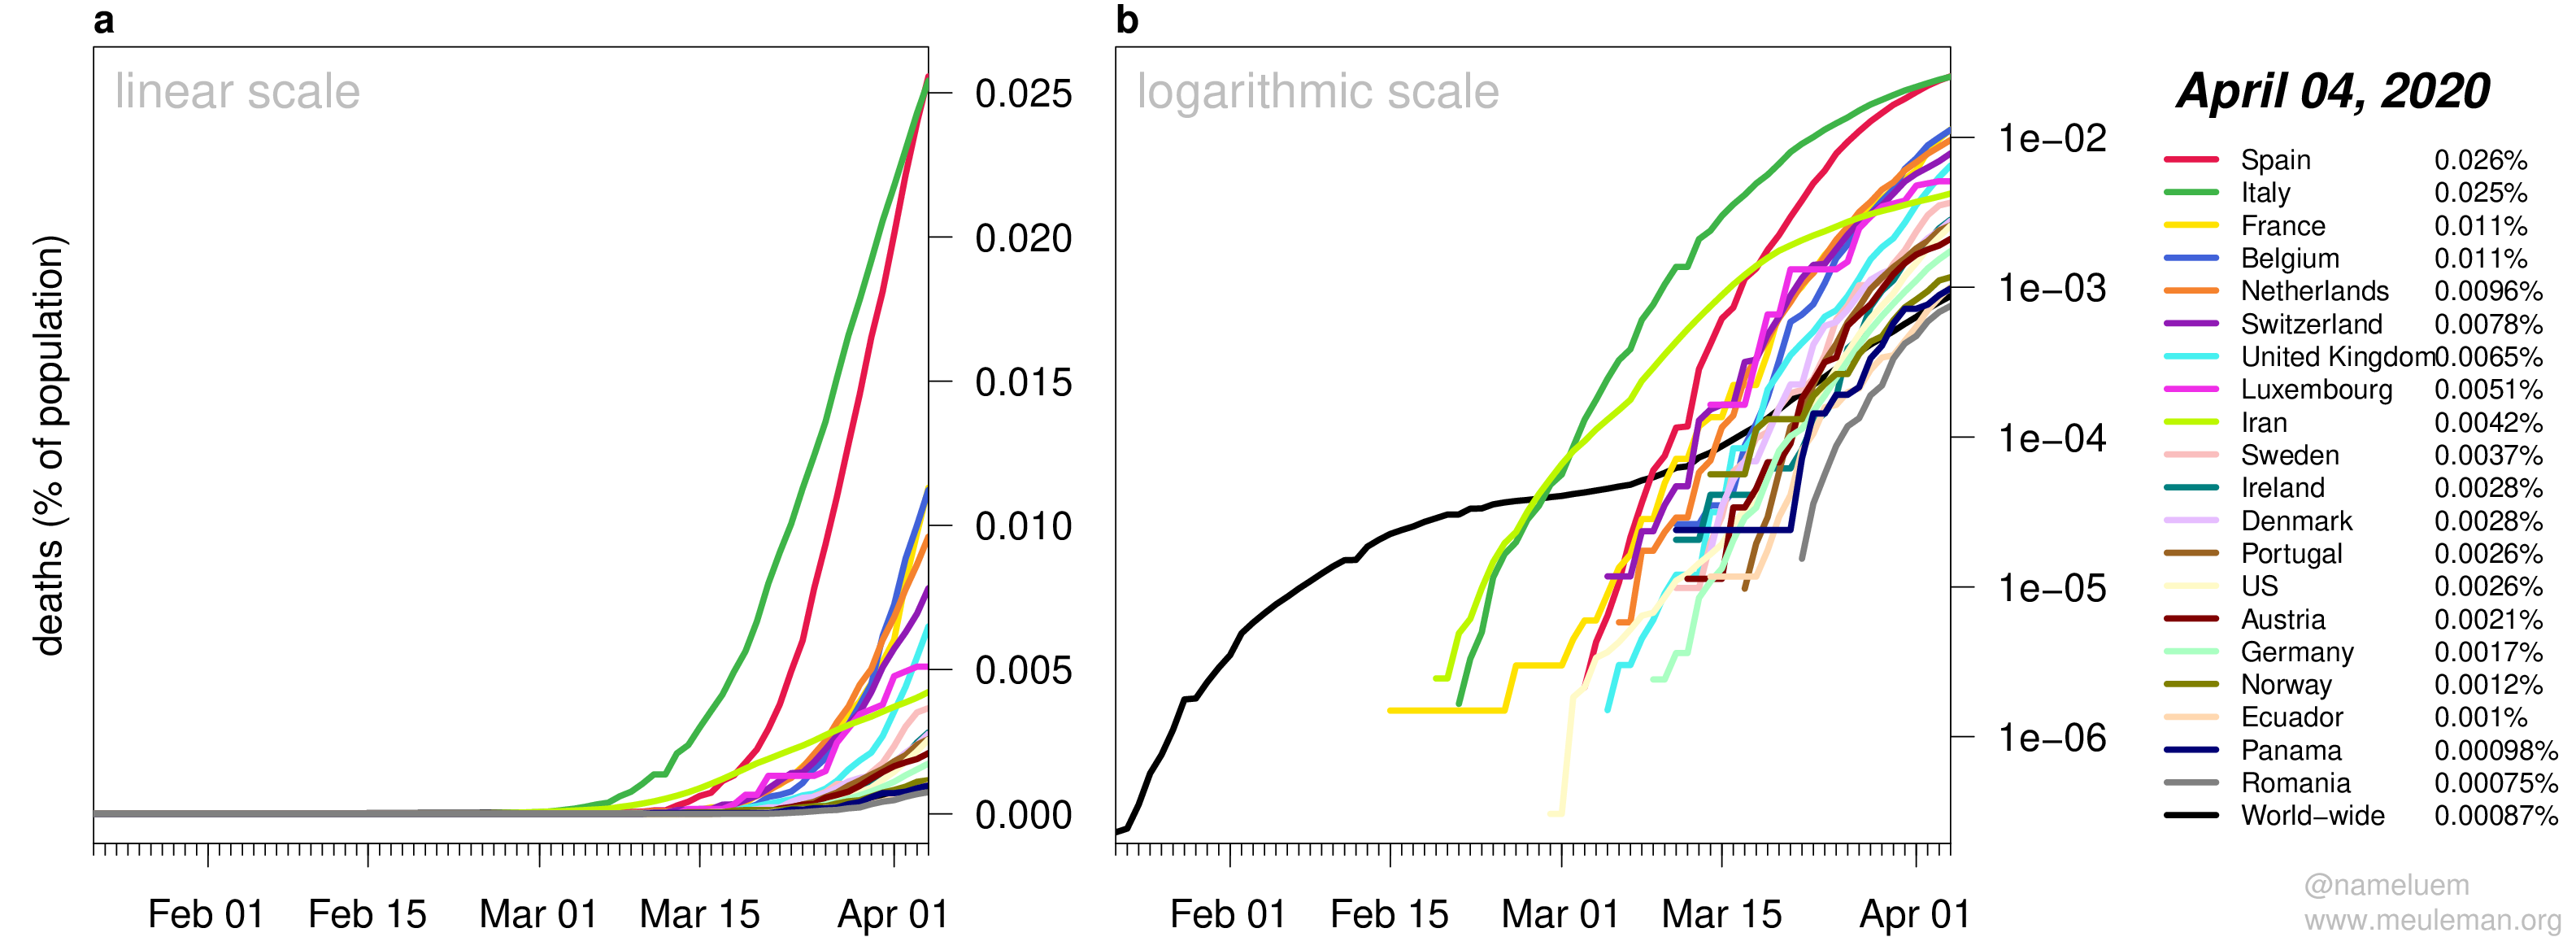 a
linear scale
deaths (% of population)
0.025
0.020
0.015
0.010
0.005
0.000
Feb 01 Feb 15 Mar 01 Mar 15 Apr 01
b
logarithmic scale
1e−02
1e−03
1e−04
1e−05
1e−06
Feb 01 Feb 15 Mar 01 Mar 15 Apr 01
April 04, 2020
Spain 0.026%
Italy 0.025%
France 0.011%
Belgium 0.011%
Netherlands 0.0096%
Switzerland 0.0078%
United Kingdom 0.0065%
Luxembourg 0.0051%
Iran 0.0042%
Sweden 0.0037%
Ireland 0.0028%
Denmark 0.0028%
Portugal 0.0026%
US 0.0026%
Austria 0.0021%
Germany 0.0017%
Norway 0.0012%
Ecuador 0.001%
Panama 0.00098%
Romania 0.00075%
World−wide 0.00087%
@nameluem
www.meuleman.org